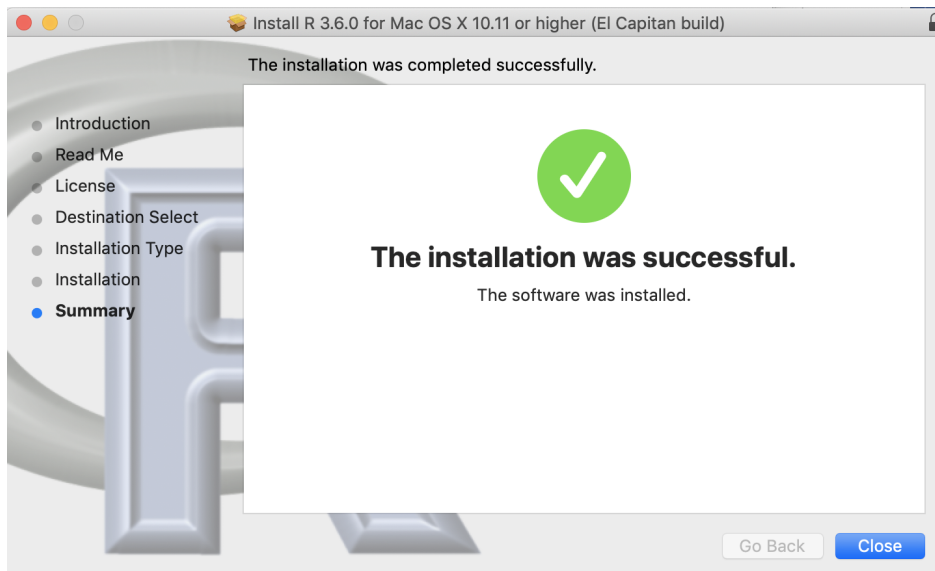 Install R 3.6.0 for Mac OS X 10.11 or higher (El Capitan build)
The installation was completed successfully.
Introduction
Read Me
License
Destination Select
Installation Type
Installation
Summary
The installation was successful.
The software was installed.
Go Back
Close